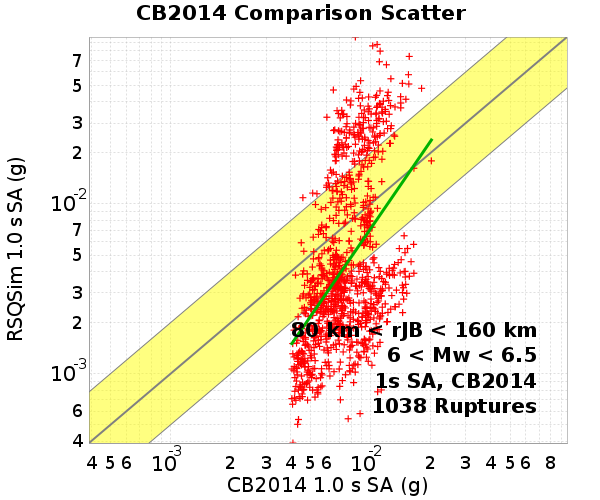 CB2014 Comparison Scatter
RSQSim 1.0 s SA (g)
7
5
3
2
10-2
7
5
3
2
10-3
6
4
80 km < rJB < 160 km
6 < Mw < 6.5
1s SA, CB2014
1038 Ruptures
4 5 6 10-3 2 3 4 5 6 10-2 2 3 4 5 6 8
CB2014 1.0 s SA (g)